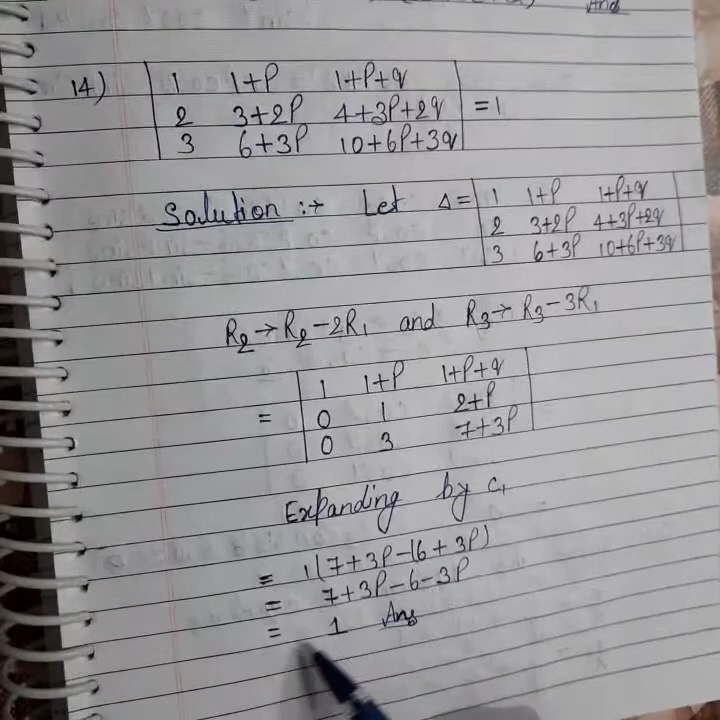 Ans
14) | 1 1+P 1+P+q |
| 2 3+2P 4+3P+2q | = 1
| 3 6+3P 10+6P+3q |
Solution :→ Let Δ = | 1 1+P 1+P+q |
| 2 3+2P 4+3P+2q |
| 3 6+3P 10+6P+3q |
R₂→R₂-2R₁ and R₃→R₃-3R₁
= | 1 1+P 1+P+q |
| 0 1 2+P |
| 0 3 7+3P |
Expanding by C₁
= 1(7+3P-(6+3P)
= 7+3P-6-3P
= 1 Ans